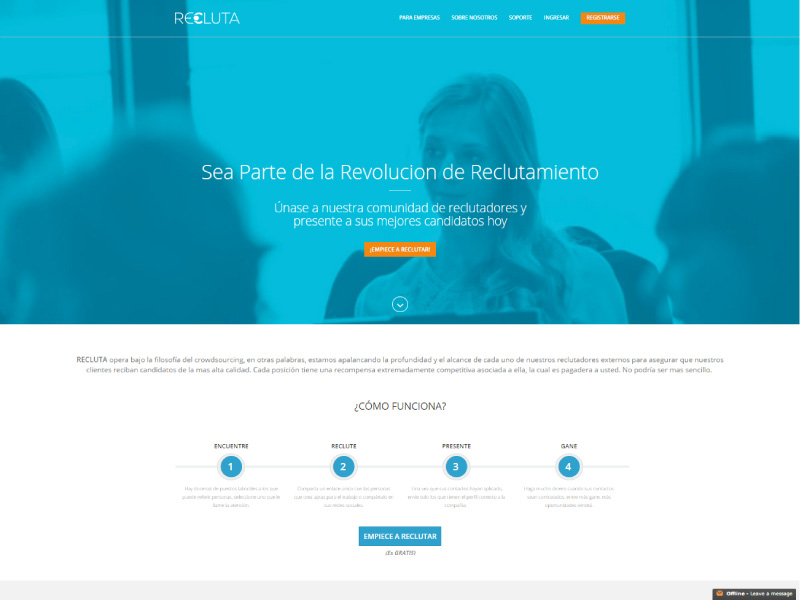 RECLUTA
PARA EMPRESAS SOBRE NOSOTROS SOPORTE INGRESAR REGISTRARSE
Sea Parte de la Revolucion de Reclutamiento
Únase a nuestra comunidad de reclutadores y
presente a sus mejores candidatos hoy
¡EMPIECE A RECLUTAR!
RECLUTA opera bajo la filosofía del crowdsourcing, en otras palabras, estamos apalancando la profundidad y el alcance de cada uno de nuestros reclutadores externos para asegurar que nuestros
clientes reciban candidatos de la mas alta calidad. Cada posición tiene una recompensa extremadamente competitiva asociada a ella, la cual es pagadera a usted. No podría ser mas sencillo.
¿CÓMO FUNCIONA?
ENCUENTRE RECLUTE PRESENTE GANE
1 2 3 4
EMPIECE A RECLUTAR
¡Es GRATIS!
Offline - Leave a message